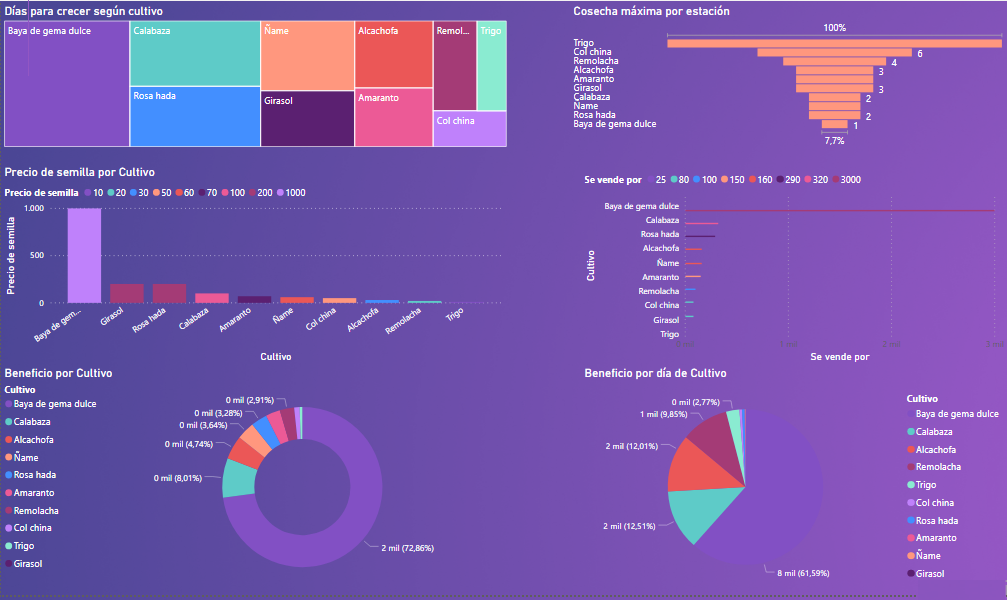 Días para crecer según cultivo
Baya de gema dulce
Calabaza
Rosa hada
Ñame
Girasol
Alcachofa
Amaranto
Remol...
Trigo
Col china
Cosecha máxima por estación
100%
Trigo
Col china
6
Remolacha
4
Alcachofa
3
Amaranto
Girasol
3
Calabaza
2
Ñame
Rosa hada
2
Baya de gema dulce
1
7,7%
Precio de semilla por Cultivo
Precio de semilla 10 20 30 50 60 70 100 200 1000
Precio de semilla
1.000
500
0
Baya de gem...
Girasol
Rosa hada
Calabaza
Amaranto
Ñame
Col china
Alcachofa
Remolacha
Trigo
Cultivo
Se vende por 25 80 100 150 160 290 320 3000
Cultivo
Baya de gema dulce
Calabaza
Rosa hada
Alcachofa
Ñame
Amaranto
Remolacha
Col china
Girasol
Trigo
0 mil 1 mil 2 mil 3 mil
Se vende por
Beneficio por Cultivo
Cultivo
Baya de gema dulce
Calabaza
Alcachofa
Ñame
Rosa hada
Amaranto
Remolacha
Col china
Trigo
Girasol
0 mil (2,91%)
0 mil (3,28%)
0 mil (3,64%)
0 mil (4,74%)
0 mil (8,01%)
2 mil (72,86%)
Beneficio por día de Cultivo
0 mil (2,77%)
1 mil (9,85%)
2 mil (12,01%)
2 mil (12,51%)
8 mil (61,59%)
Cultivo
Baya de gema dulce
Calabaza
Alcachofa
Remolacha
Trigo
Col china
Rosa hada
Amaranto
Ñame
Girasol